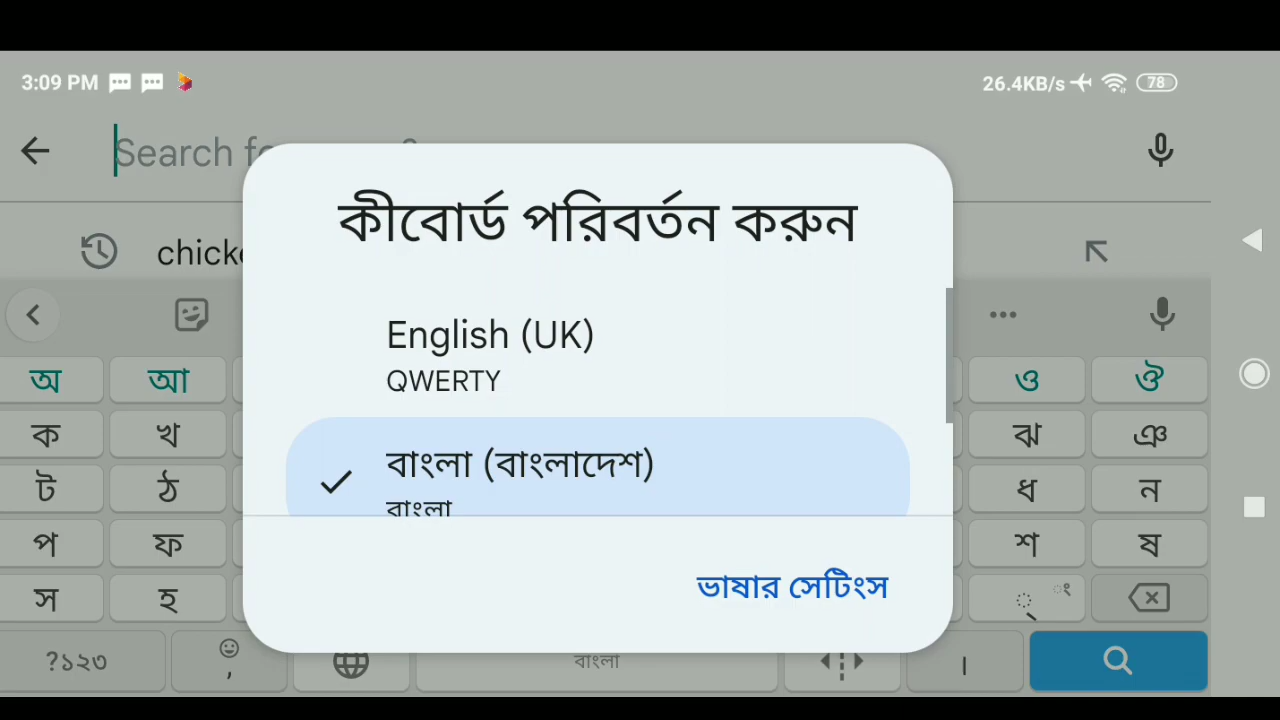 3:09 PM
26.4KB/s
78
Search f
chick
কীবোর্ড পরিবর্তন করুন
English (UK)
QWERTY
বাংলা (বাংলাদেশ)
বাংলা
ভাষার সেটিংস
অ আ ও ঔ
ক খ ঝ ঞ
ট ঠ ধ ন
প ফ শ ষ
স হ ্ ং
?১২৩ , বাংলা ।